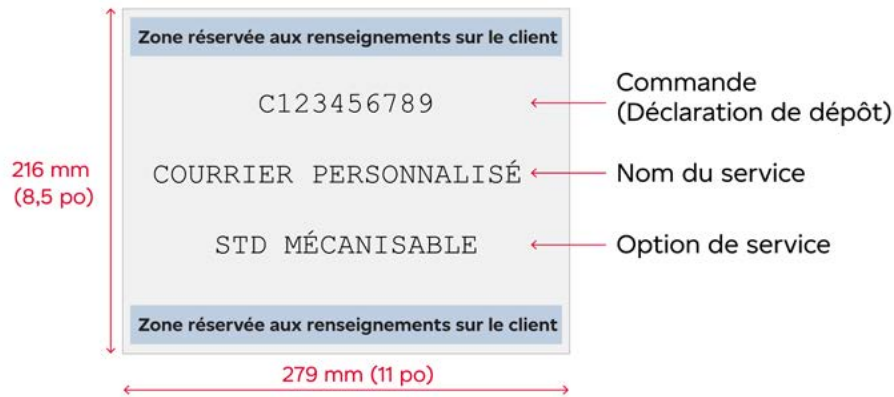 Zone réservée aux renseignements sur le client
C123456789
Commande
(Déclaration de dépôt)
216 mm
(8,5 po)
COURRIER PERSONNALISÉ
Nom du service
STD MÉCANISABLE
Option de service
Zone réservée aux renseignements sur le client
279 mm (11 po)